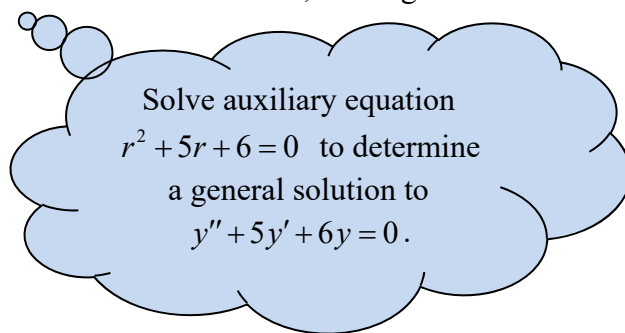 Solve auxiliary equation
r² + 5r + 6 = 0 to determine
a general solution to
y″ + 5y′ + 6y = 0.